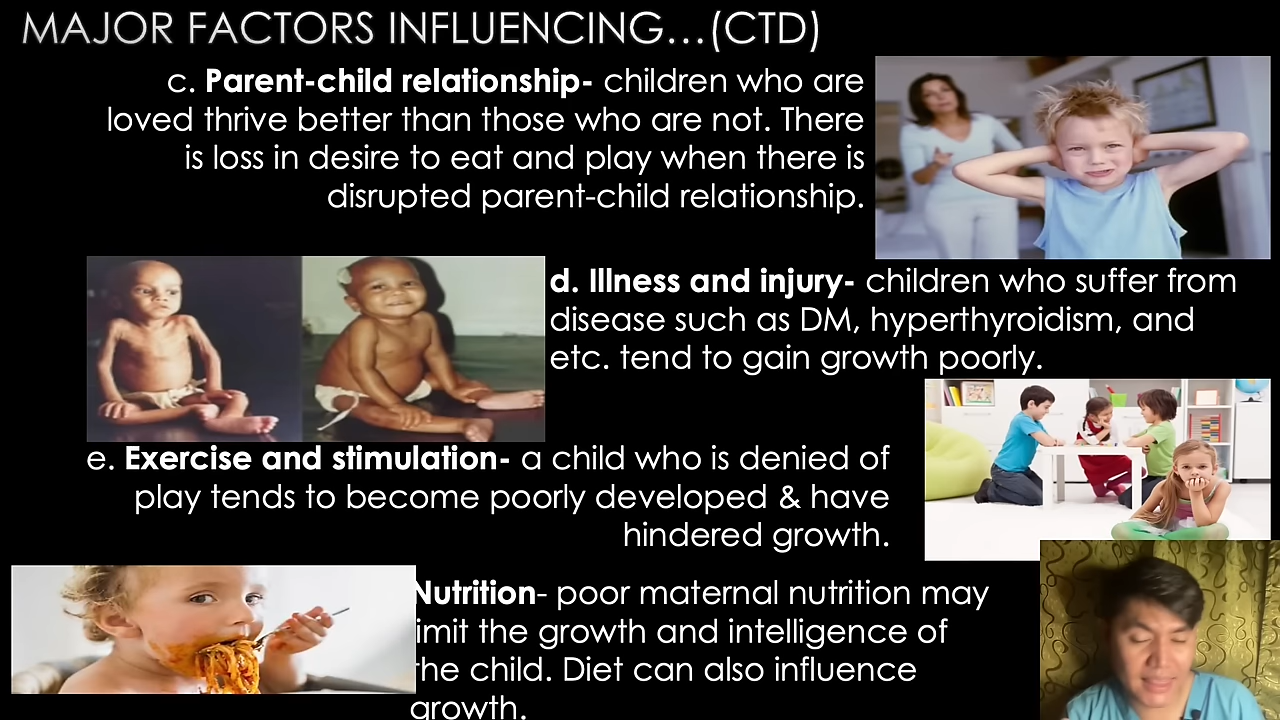 MAJOR FACTORS INFLUENCING...(CTD)
c. Parent-child relationship- children who are
loved thrive better than those who are not. There
is loss in desire to eat and play when there is
disrupted parent-child relationship.
d. Illness and injury- children who suffer from
disease such as DM, hyperthyroidism, and
etc. tend to gain growth poorly.
e. Exercise and stimulation- a child who is denied of
play tends to become poorly developed & have
hindered growth.
Nutrition- poor maternal nutrition may
limit the growth and intelligence of
the child. Diet can also influence
growth.